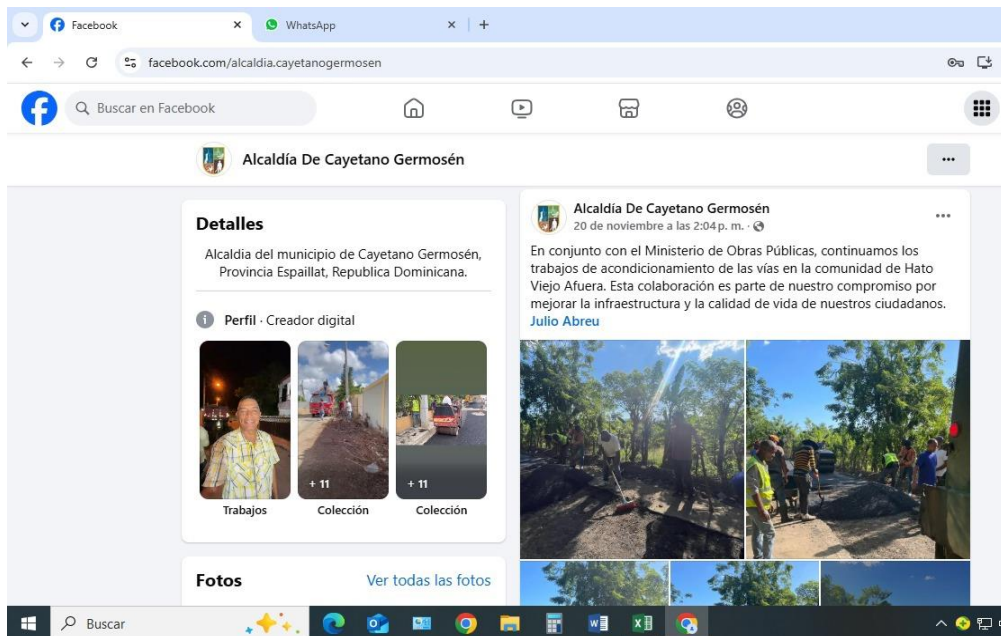 Facebook
WhatsApp
facebook.com/alcaldia.cayetanogermosen
Buscar en Facebook
Alcaldía De Cayetano Germosén
Detalles
Alcaldia del municipio de Cayetano Germosén,
Provincia Espaillat, Republica Dominicana.
Perfil · Creador digital
+ 11
+ 11
Trabajos
Colección
Colección
Fotos
Ver todas las fotos
Alcaldía De Cayetano Germosén
20 de noviembre a las 2:04 p. m. ·
En conjunto con el Ministerio de Obras Públicas, continuamos los
trabajos de acondicionamiento de las vías en la comunidad de Hato
Viejo Afuera. Esta colaboración es parte de nuestro compromiso por
mejorar la infraestructura y la calidad de vida de nuestros ciudadanos.
Julio Abreu
Buscar